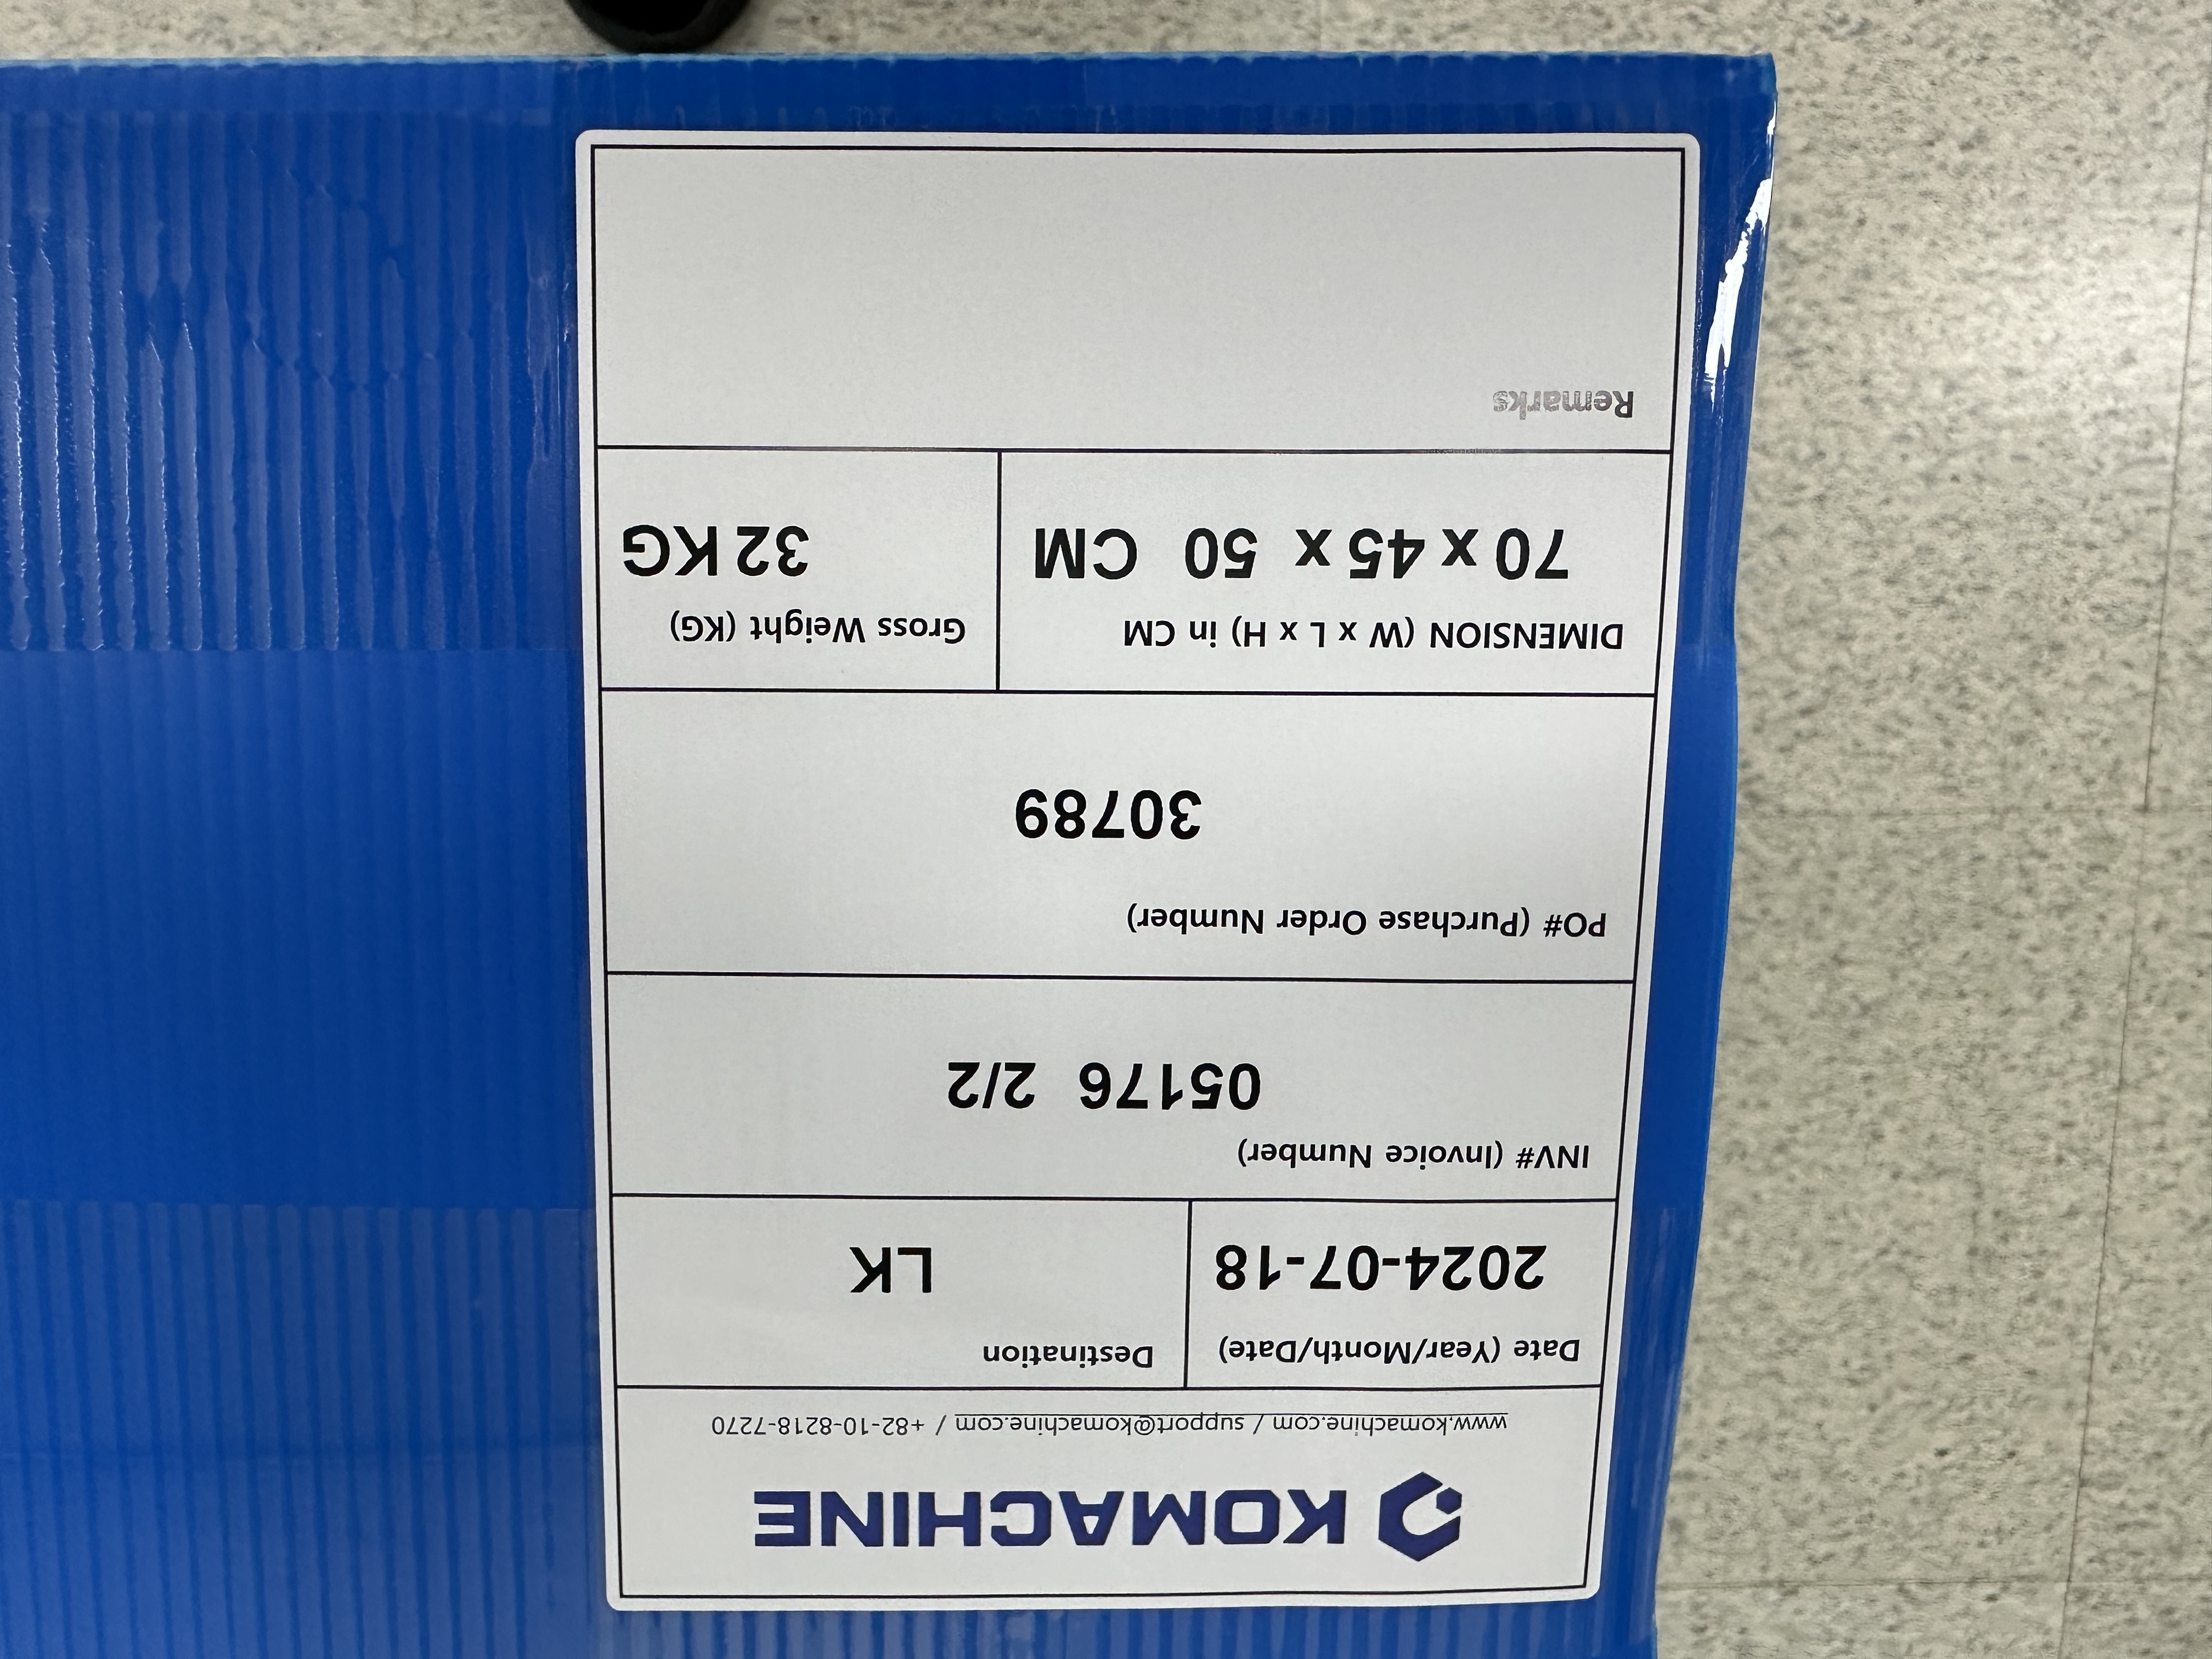 KOMACHINE
www.komachine.com / support@komachine.com / +82-10-8218-7270
Date (Year/Month/Date)
2024-07-18
Destination
LK
INV# (Invoice Number)
05176 2/2
PO# (Purchase Order Number)
30789
DIMENSION (W x L x H) in CM
70 x 45 x 50 CM
Gross Weight (KG)
32 KG
Remarks